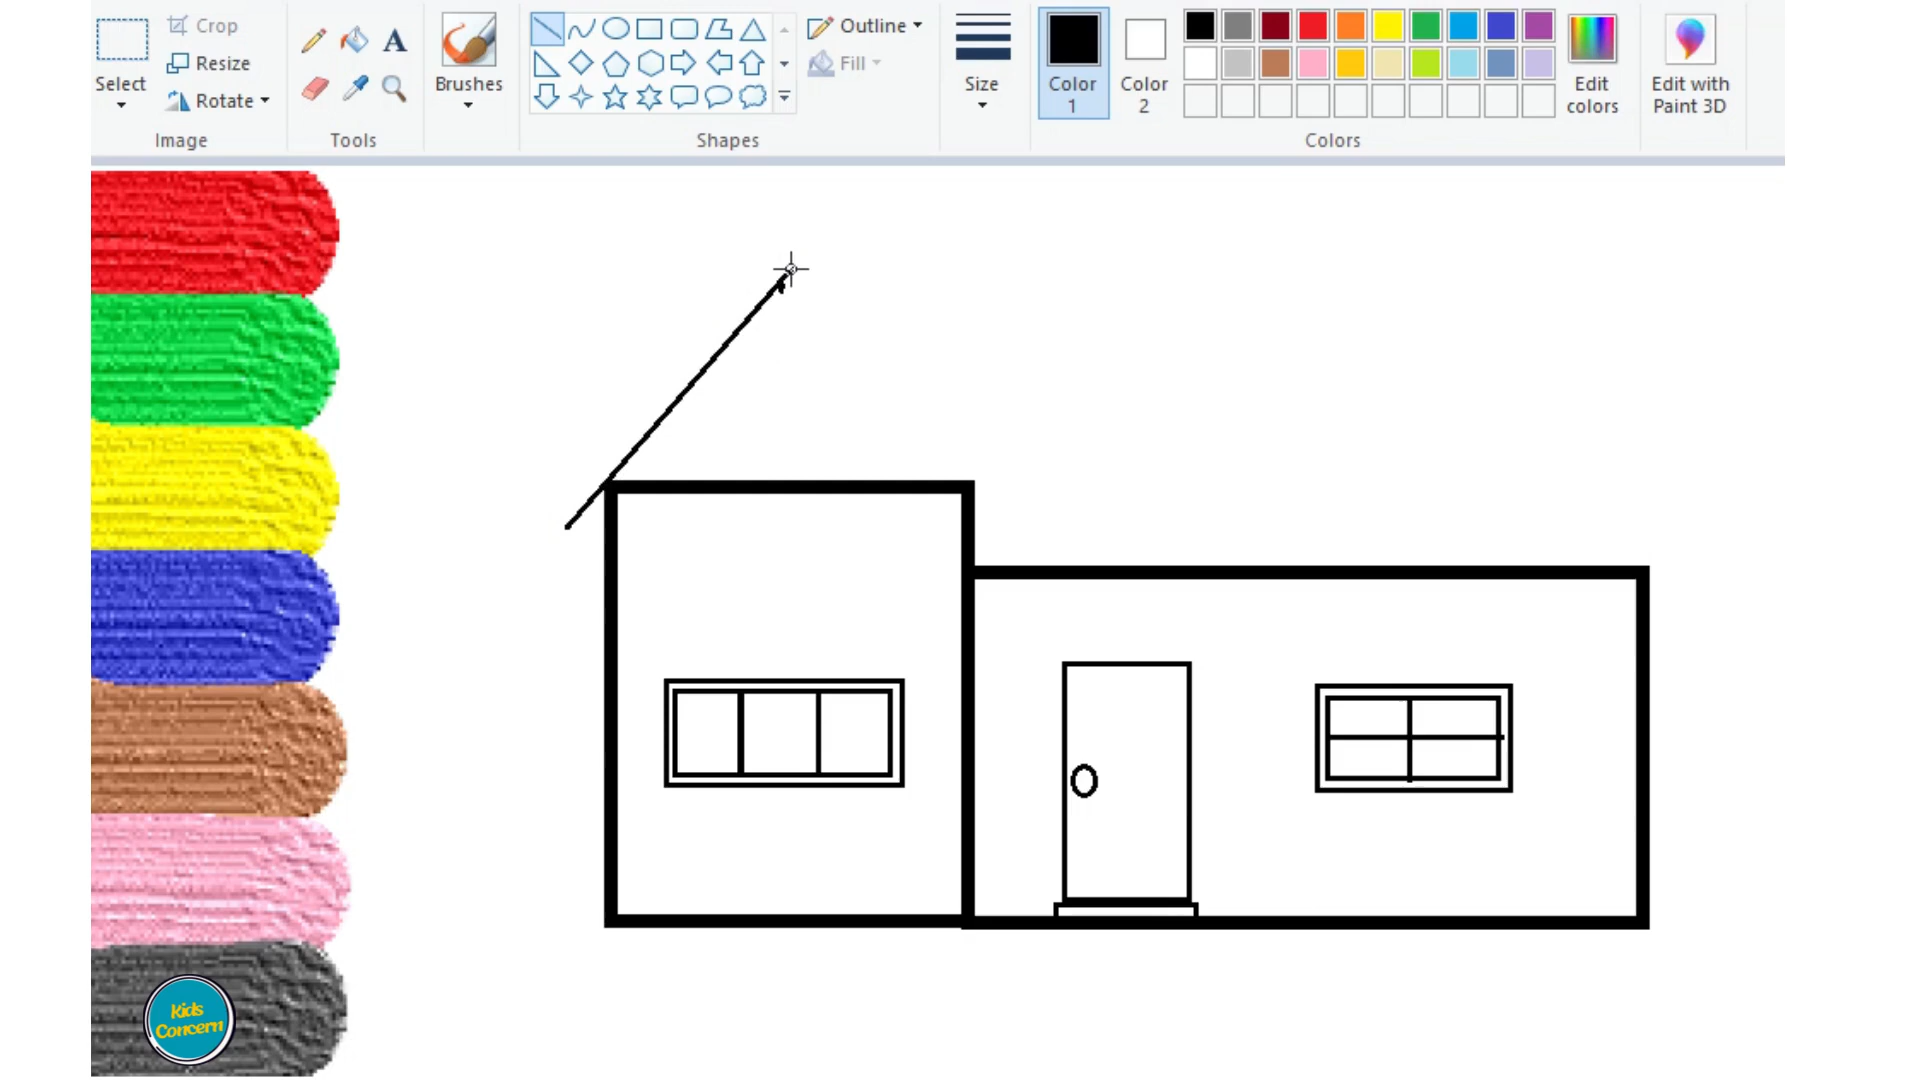 Crop
Resize
Select
Rotate
Image
A
Tools
Brushes
Shapes
Outline
Fill
Size
Color
1
Color
2
Colors
Edit
colors
Edit with
Paint 3D
Kids
Concern